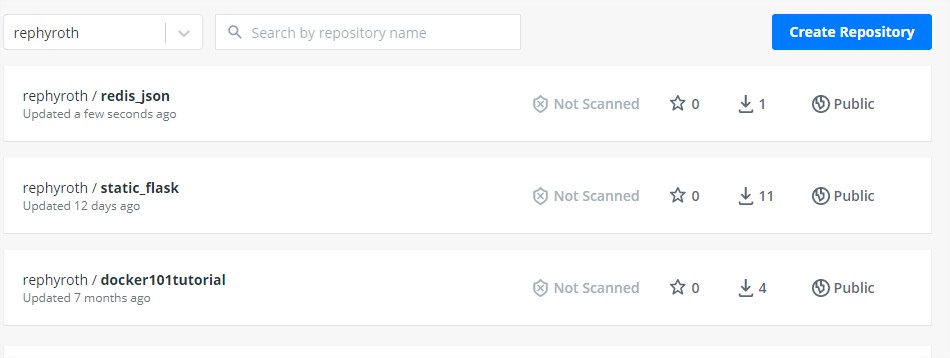 rephyroth
Search by repository name
Create Repository
rephyroth / redis_json
Updated a few seconds ago
Not Scanned
0
1
Public
rephyroth / static_flask
Updated 12 days ago
Not Scanned
0
11
Public
rephyroth / docker101tutorial
Updated 7 months ago
Not Scanned
0
4
Public